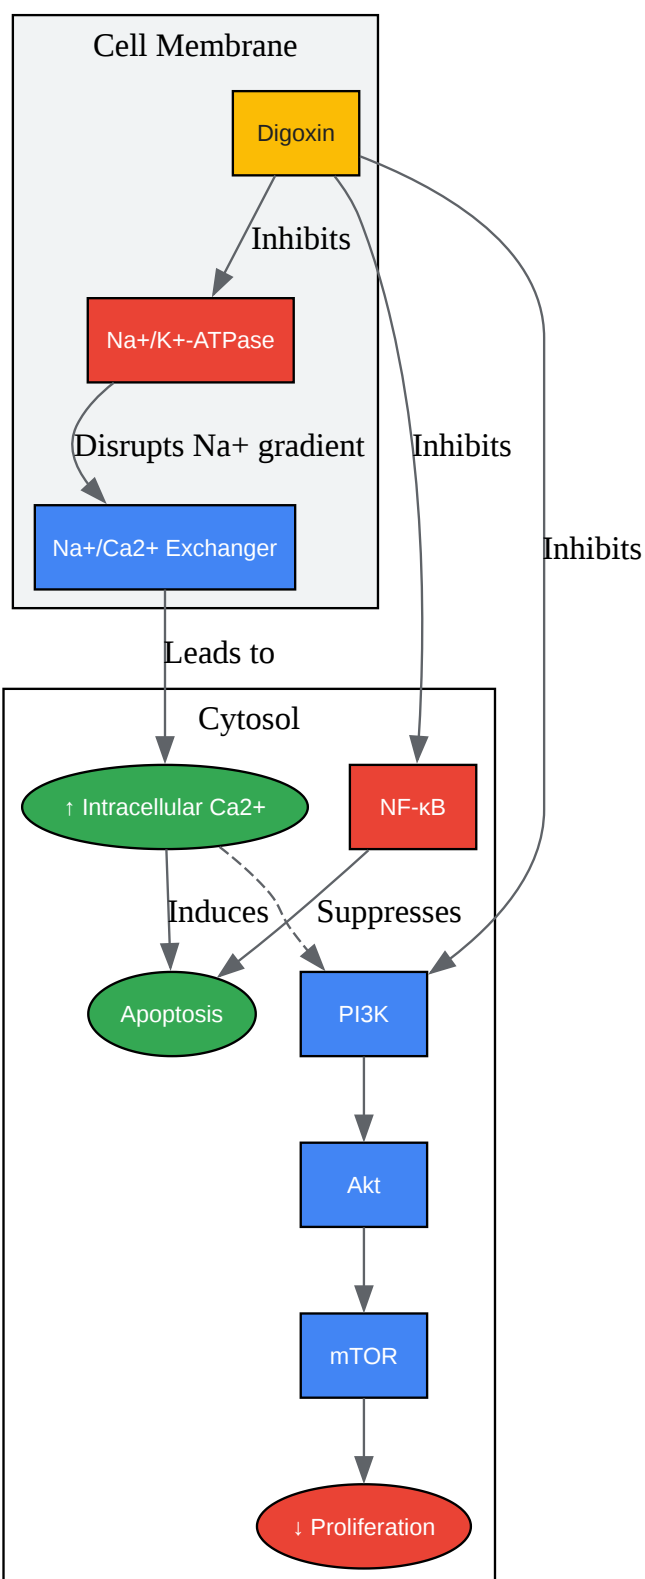 Cell Membrane
Digoxin
Inhibits
Na+/K+-ATPase
Disrupts Na+ gradient
Inhibits
Na+/Ca2+ Exchanger
Inhibits
Leads to
Cytosol
↑ Intracellular Ca2+
NF-κB
Induces
Suppresses
Apoptosis
PI3K
Akt
mTOR
↓ Proliferation